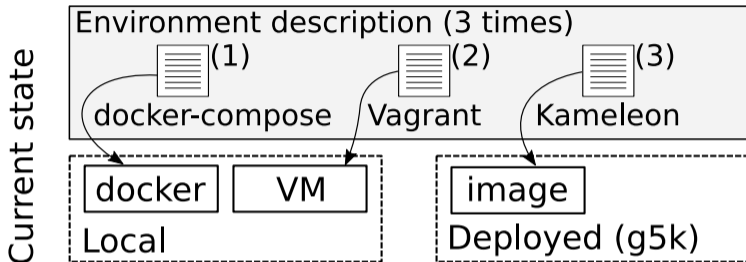 Current state
Environment description (3 times)
(1)
(2)
(3)
docker-compose
Vagrant
Kameleon
docker
VM
image
Local
Deployed (g5k)